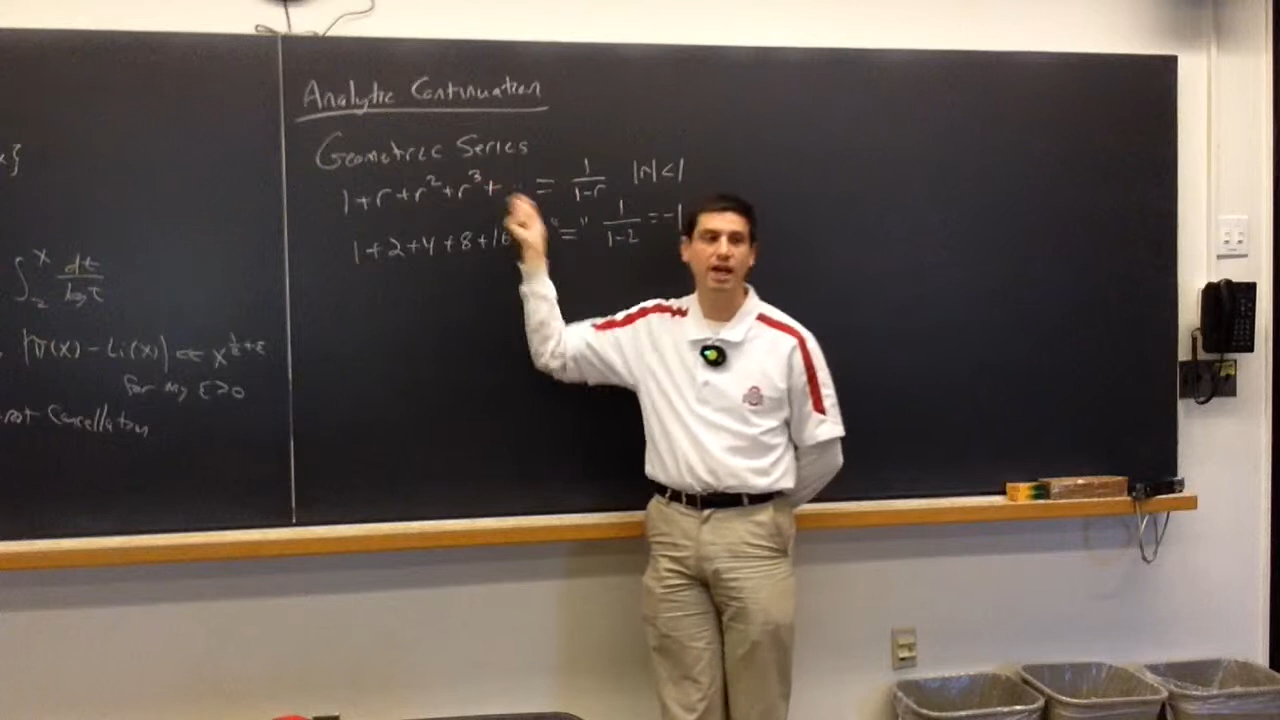 x}
∫₋₂ˣ dt/log t
|π(x) - Li(x)| << x^{1/2+ε}
for any ε>0
root Cancellation
Analytic Continuation
Geometric Series
1+r+r²+r³+ = 1/(1-r) |r|<1
1+2+4+8+16 "=" 1/(1-2) = -1